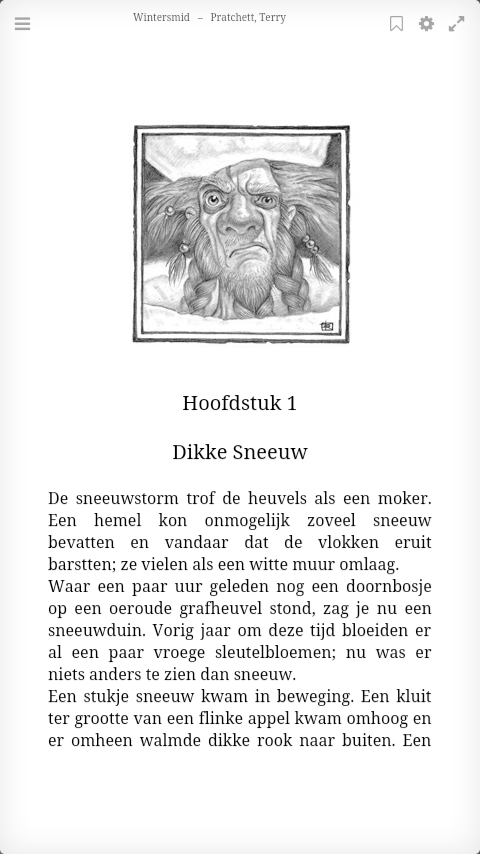 Wintersmid – Pratchett, Terry
Hoofdstuk 1
Dikke Sneeuw
De sneeuwstorm trof de heuvels als een moker.
Een hemel kon onmogelijk zoveel sneeuw
bevatten en vandaar dat de vlokken eruit
barstten; ze vielen als een witte muur omlaag.
Waar een paar uur geleden nog een doornbosje
op een oeroude grafheuvel stond, zag je nu een
sneeuwduin. Vorig jaar om deze tijd bloeiden er
al een paar vroege sleutelbloemen; nu was er
niets anders te zien dan sneeuw.
Een stukje sneeuw kwam in beweging. Een kluit
ter grootte van een flinke appel kwam omhoog en
er omheen walmde dikke rook naar buiten. Een